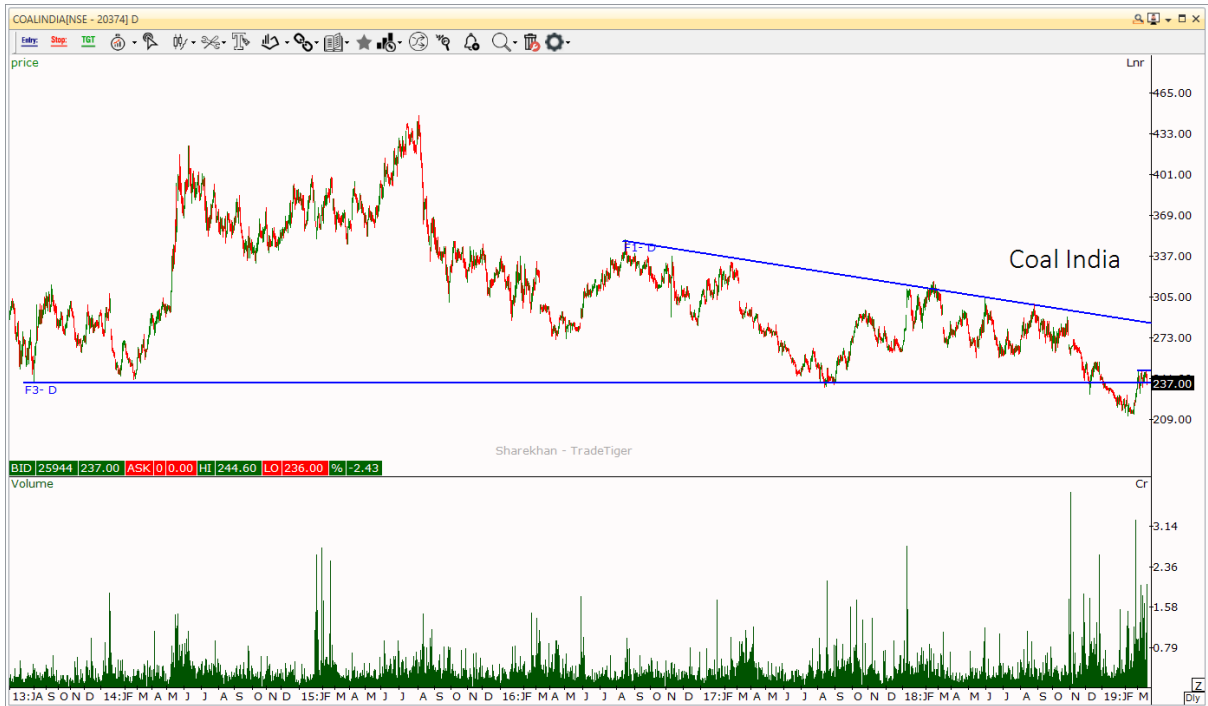 COALINDIA[NSE - 20374] D
Entry: Stop: TGT
price Lnr
465.00
433.00
401.00
369.00
F1- D
337.00
Coal India
305.00
273.00
237.00
F3- D
209.00
Sharekhan - TradeTiger
BID 25944 237.00 ASK 0 0.00 HI 244.60 LO 236.00 % -2.43
Volume Cr
3.14
2.36
1.58
0.79
13:JA S O N D 14:JF M A M J J A S O N D 15:JF M A M J J A S O N D 16:JF M A M J J A S O N D 17:JF M A M J J A S O N D 18:JF M A M J J A S O N D 19:JF M
Z
Dly